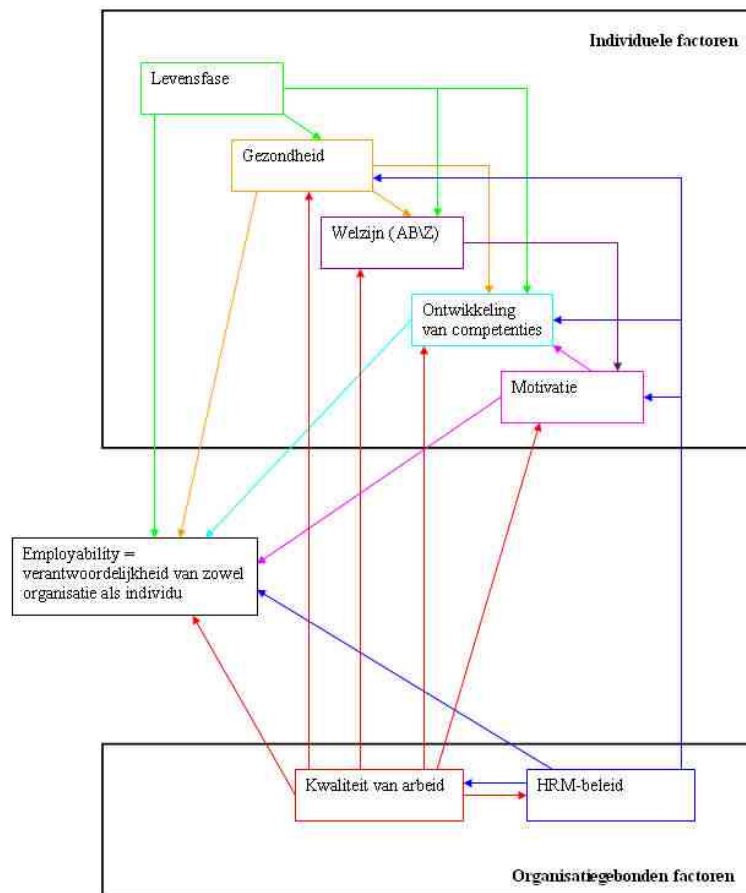 Individuele factoren
Levensfase
Gezondheid
Welzijn (AB\Z)
Ontwikkeling
van competenties
Motivatie
Employability =
verantwoordelijkheid van zowel
organisatie als individu
Kwaliteit van arbeid
HRM-beleid
Organisatiegebonden factoren